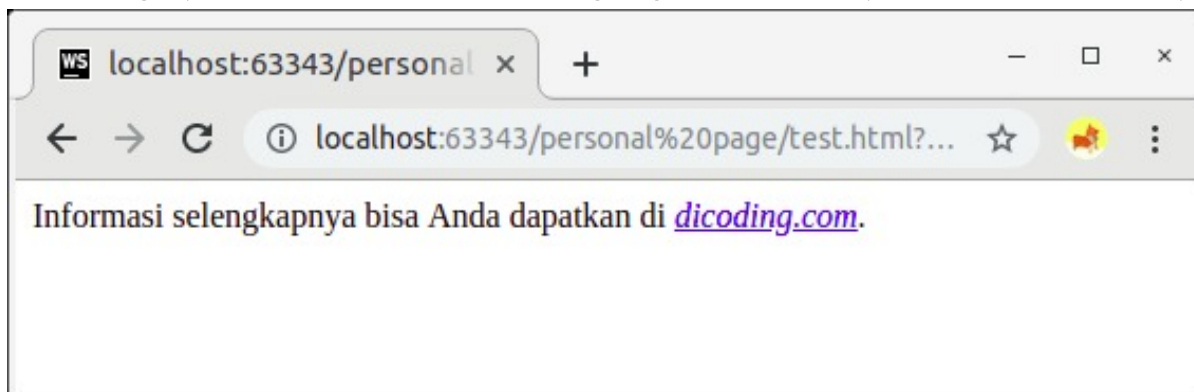 WS localhost:63343/personal
localhost:63343/personal%20page/test.html?...
Informasi selengkapnya bisa Anda dapatkan di dicoding.com.